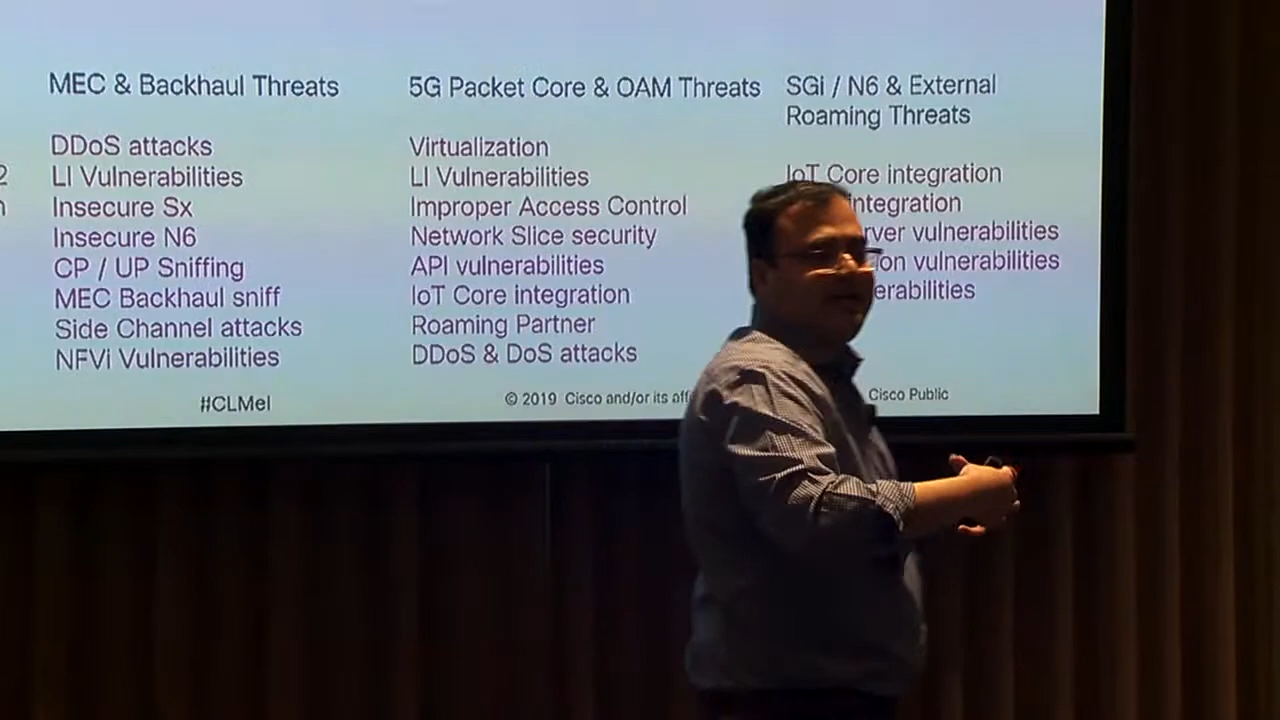 MEC & Backhaul Threats
DDoS attacks
LI Vulnerabilities
Insecure Sx
Insecure N6
CP / UP Sniffing
MEC Backhaul sniff
Side Channel attacks
NFVi Vulnerabilities
5G Packet Core & OAM Threats
Virtualization
LI Vulnerabilities
Improper Access Control
Network Slice security
API vulnerabilities
IoT Core integration
Roaming Partner
DDoS & DoS attacks
SGi / N6 & External
Roaming Threats
IoT Core integration
integration
vulnerabilities
vulnerabilities
#CLMel
© 2019 Cisco and/or its
Cisco Public